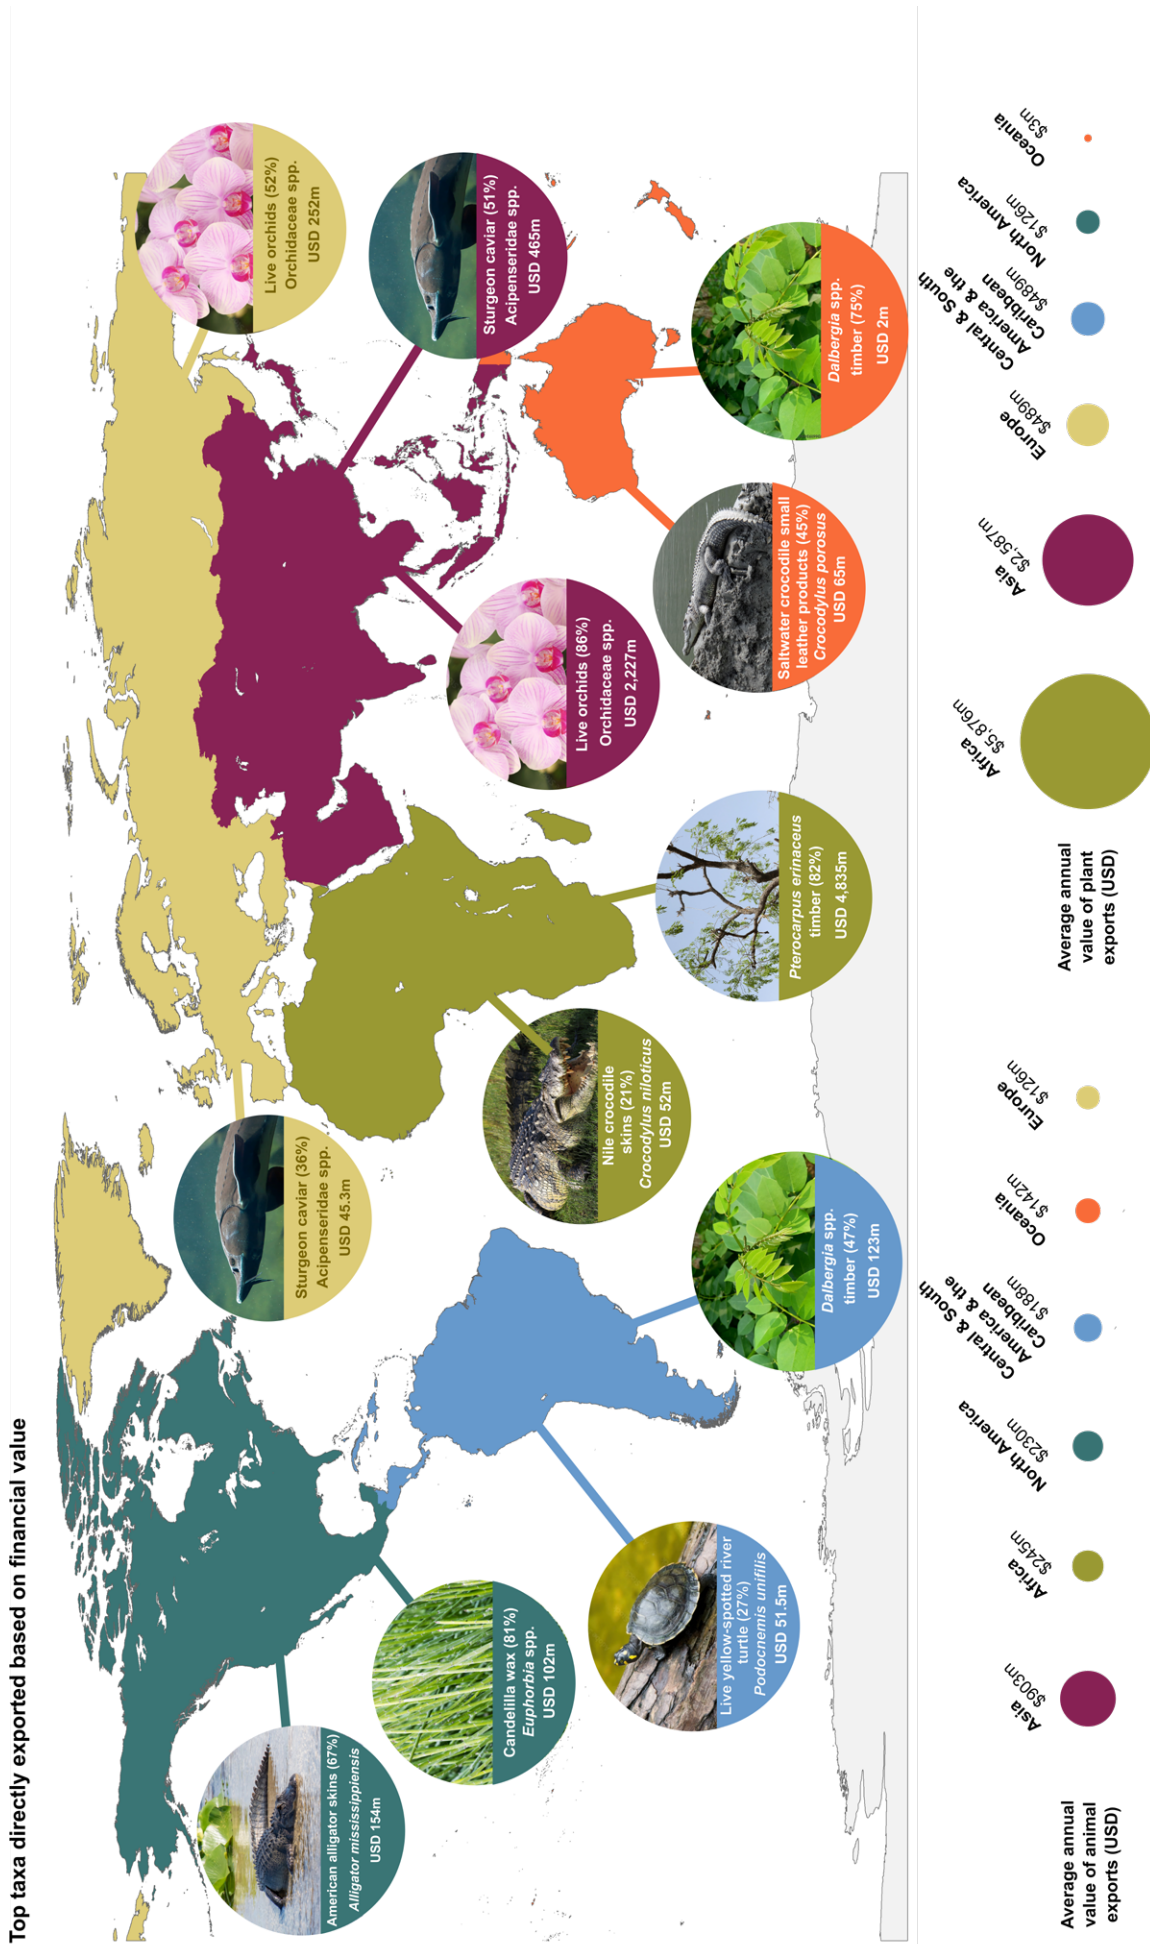 Top taxa directly exported based on financial value
American alligator skins (67%)
Alligator mississippiensis
USD 154m
Candelilla wax (81%)
Euphorbia spp.
USD 102m
Live yellow-spotted river
turtle (27%)
Podocnemis unifilis
USD 51.5m
Dalbergia spp.
timber (47%)
USD 123m
Sturgeon caviar (36%)
Acipenseridae spp.
USD 45.3m
Nile crocodile
skins (21%)
Crocodylus niloticus
USD 52m
Pterocarpus erinaceus
timber (82%)
USD 4,835m
Live orchids (86%)
Orchidaceae spp.
USD 2,227m
Saltwater crocodile small
leather products (45%)
Crocodylus porosus
USD 65m
Live orchids (52%)
Orchidaceae spp.
USD 252m
Sturgeon caviar (51%)
Acipenseridae spp.
USD 465m
Dalbergia spp.
timber (75%)
USD 2m
Average annual
value of animal
exports (USD)
Asia
$903m
Africa
$245m
North America
$230m
Central & South
America & the
Caribbean
$188m
Oceania
$142m
Europe
$126m
Average annual
value of plant
exports (USD)
Africa
$5,876m
Asia
$2,587m
Europe
$489m
Central & South
America & the
Caribbean
$489m
North America
$126m
Oceania
$3m